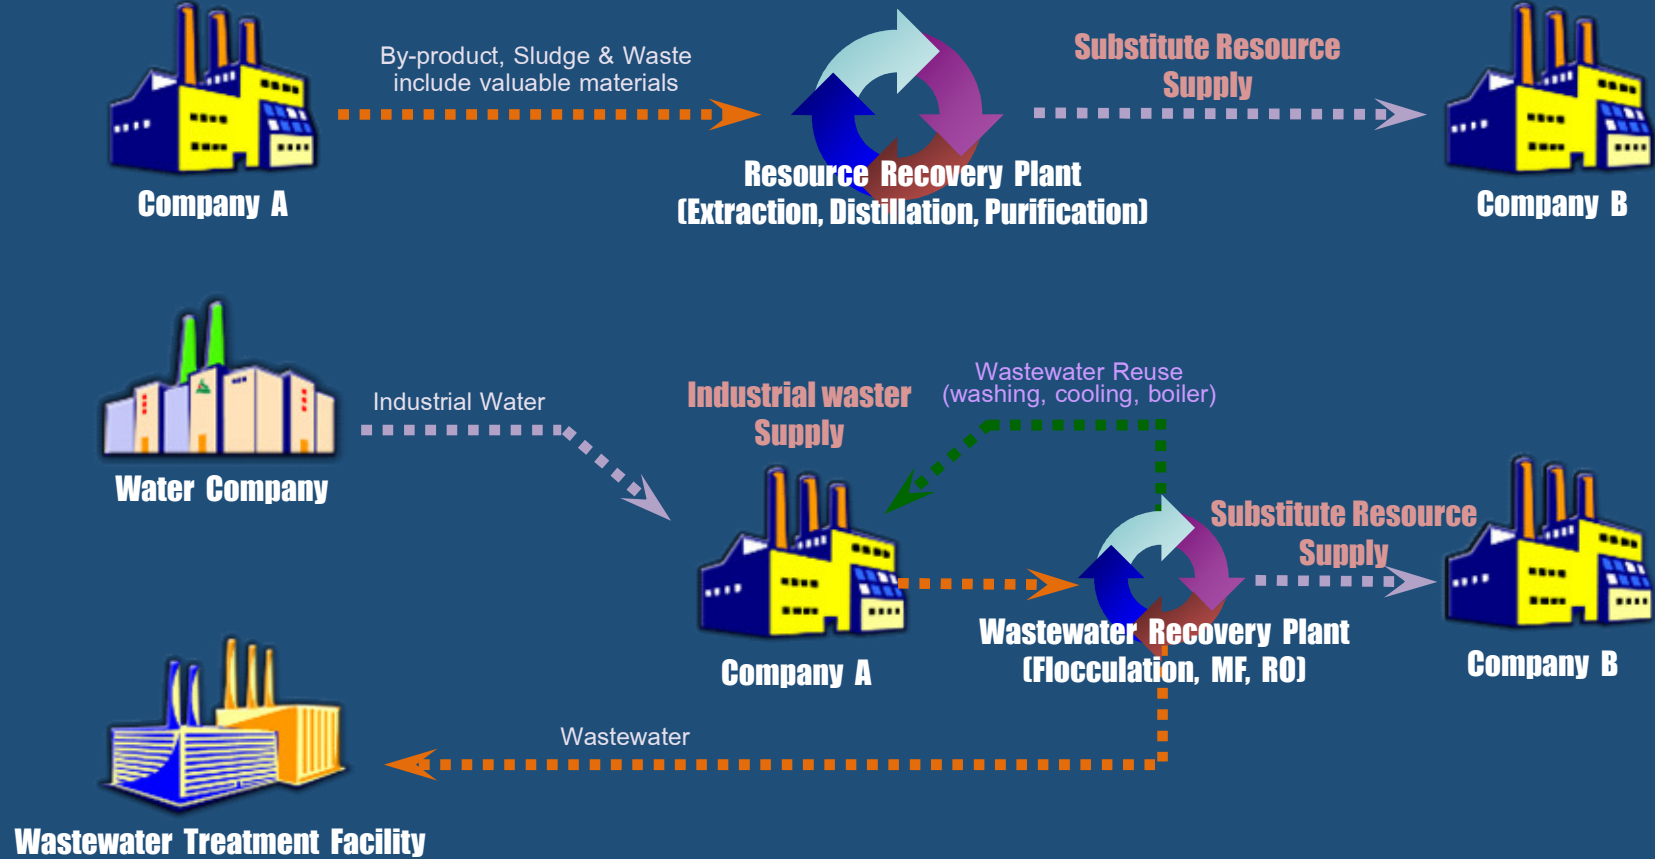 By-product, Sludge & Waste
include valuable materials
Substitute Resource
Supply
Company A
Resource Recovery Plant
(Extraction, Distillation, Purification)
Company B
Industrial Water
Industrial waster
Supply
Wastewater Reuse
(washing, cooling, boiler)
Water Company
Substitute Resource
Supply
Company A
Wastewater Recovery Plant
(Flocculation, MF, RO)
Company B
Wastewater
Wastewater Treatment Facility